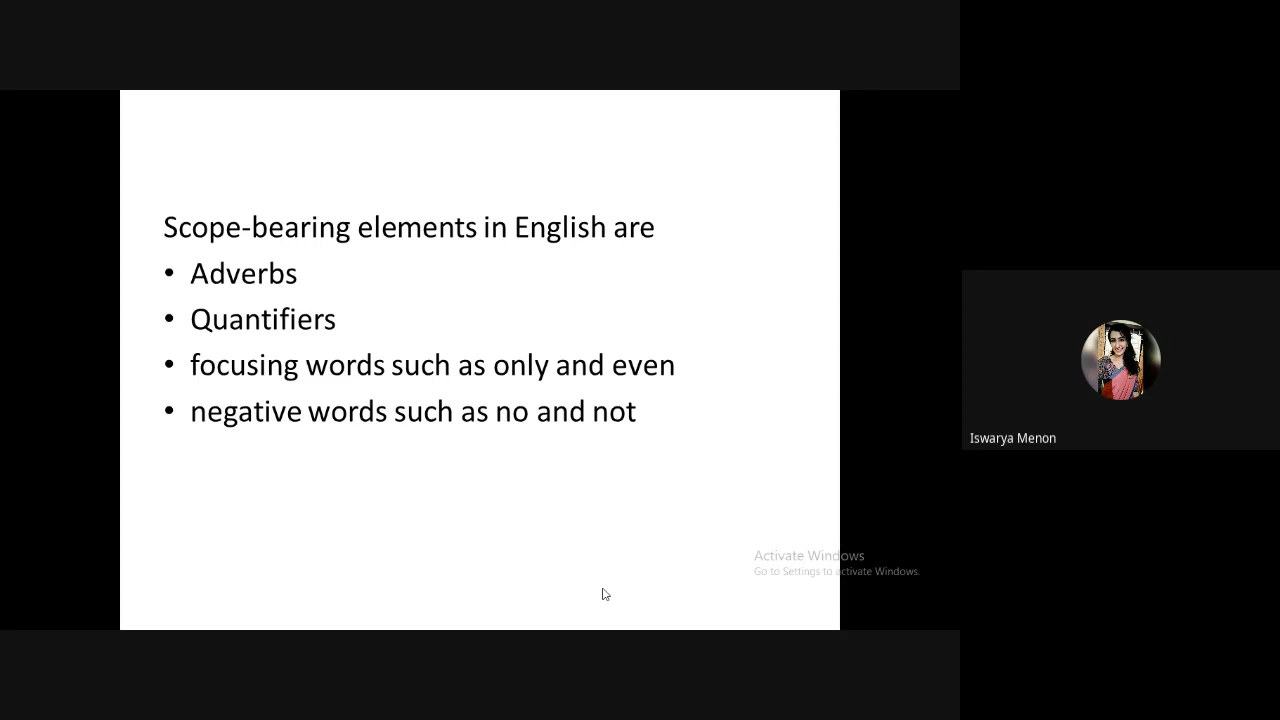 Scope-bearing elements in English are
• Adverbs
• Quantifiers
• focusing words such as only and even
• negative words such as no and not
Iswarya Menon
Activate Windows
Go to Settings to activate Windows.